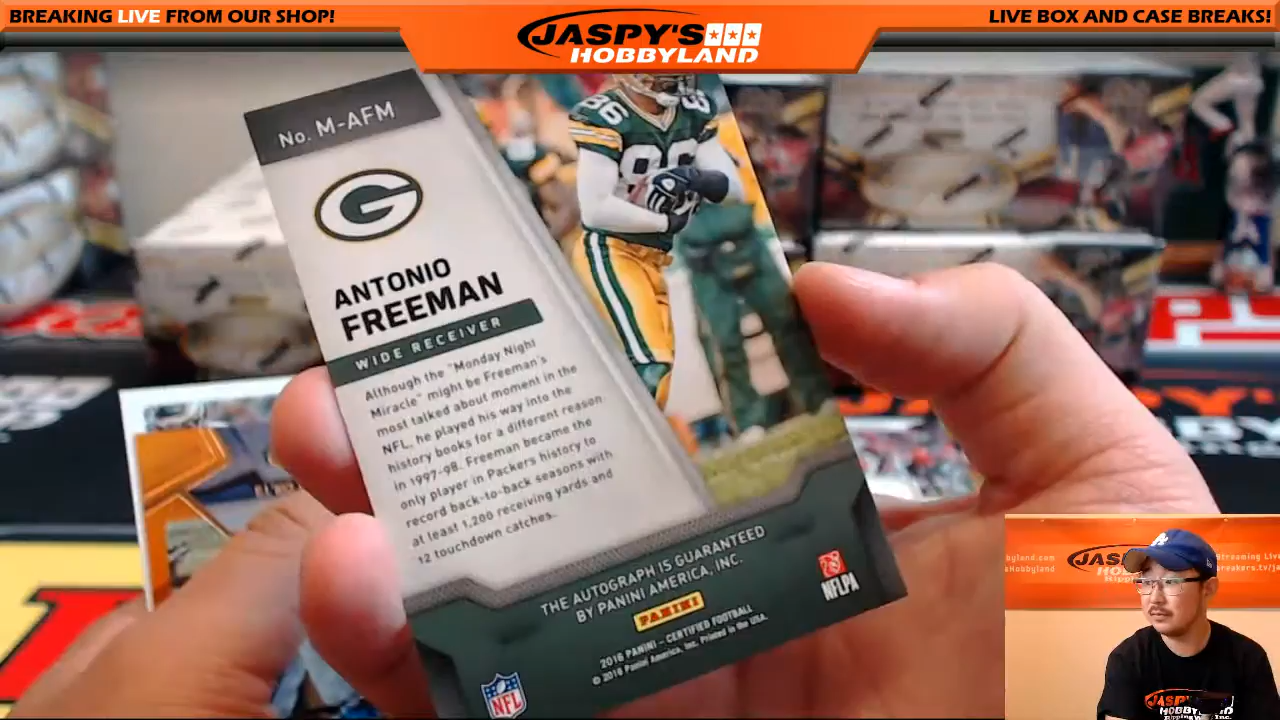 BREAKING LIVE FROM OUR SHOP!
JASPY'S
HOBBYLAND
LIVE BOX AND CASE BREAKS!
No. M-AFM
G
ANTONIO
FREEMAN
WIDE RECEIVER
Although the "Monday Night
Miracle" might be Freeman's
most talked about moment in the
NFL, he played his way into the
history books for a different reason
in 1997-98. Freeman became the
only player in Packers history to
record back-to-back seasons with
at least 1,200 receiving yards and
12 touchdown catches.
86
THE AUTOGRAPH IS GUARANTEED
BY PANINI AMERICA, INC.
PANINI
2016 PANINI – CERTIFIED FOOTBALL
© 2016 Panini America, Inc. Printed in the USA.
NFL
NFLPA